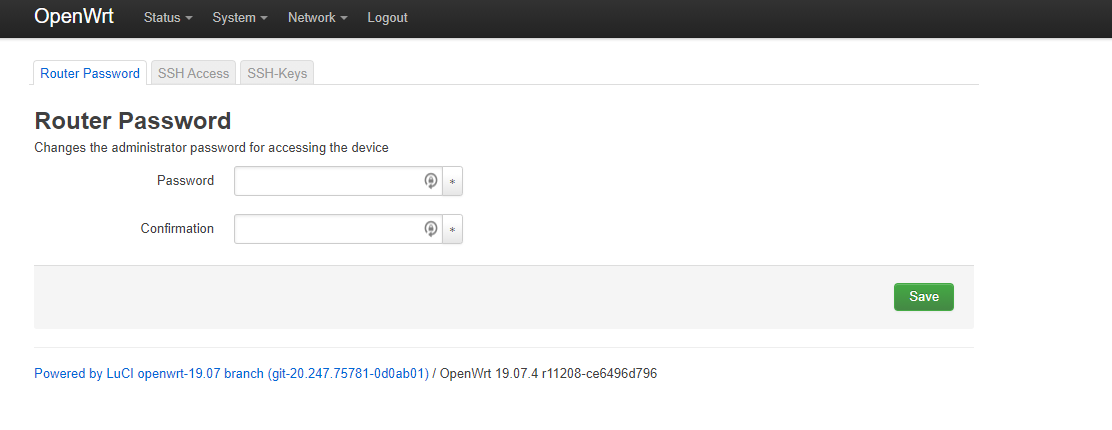 OpenWrt Status System Network Logout
Router Password SSH Access SSH-Keys
Router Password
Changes the administrator password for accessing the device
Password *
Confirmation *
Save
Powered by LuCI openwrt-19.07 branch (git-20.247.75781-0d0ab01) / OpenWrt 19.07.4 r11208-ce6496d796